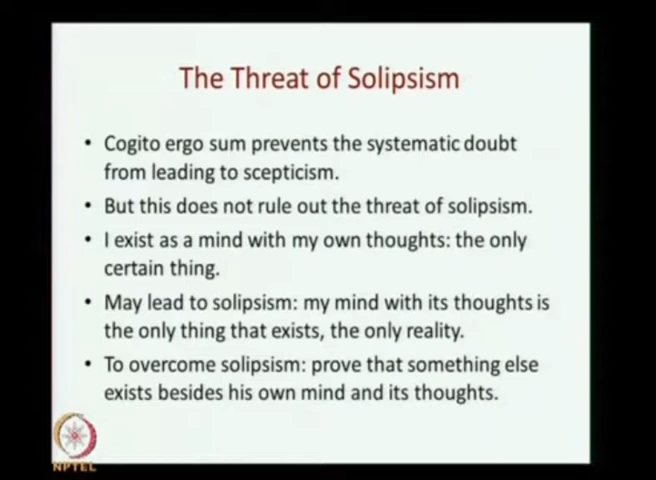 The Threat of Solipsism
• Cogito ergo sum prevents the systematic doubt
from leading to scepticism.
• But this does not rule out the threat of solipsism.
• I exist as a mind with my own thoughts: the only
certain thing.
• May lead to solipsism: my mind with its thoughts is
the only thing that exists, the only reality.
• To overcome solipsism: prove that something else
exists besides his own mind and its thoughts.
NPTEL